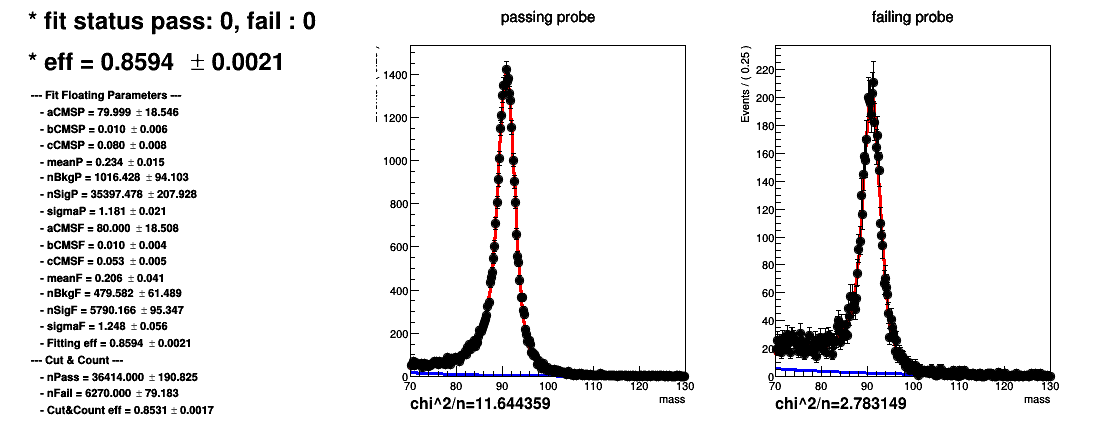 * fit status pass: 0, fail : 0
* eff = 0.8594 ± 0.0021
--- Fit Floating Parameters ---
- aCMSP = 79.999 ± 18.546
- bCMSP = 0.010 ± 0.006
- cCMSP = 0.080 ± 0.008
- meanP = 0.234 ± 0.015
- nBkgP = 1016.428 ± 94.103
- nSigP = 35397.478 ± 207.928
- sigmaP = 1.181 ± 0.021
- aCMSF = 80.000 ± 18.508
- bCMSF = 0.010 ± 0.004
- cCMSF = 0.053 ± 0.005
- meanF = 0.206 ± 0.041
- nBkgF = 479.582 ± 61.489
- nSigF = 5790.166 ± 95.347
- sigmaF = 1.248 ± 0.056
- Fitting eff = 0.8594 ± 0.0021
--- Cut & Count ---
- nPass = 36414.000 ± 190.825
- nFail = 6270.000 ± 79.183
- Cut&Count eff = 0.8531 ± 0.0017
passing probe
1400
1200
1000
800
600
400
200
0
70 80 90 100 110 120 130
mass
chi^2/n=11.644359
failing probe
Events / ( 0.25 )
220
200
180
160
140
120
100
80
60
40
20
0
70 80 90 100 110 120 130
mass
chi^2/n=2.783149